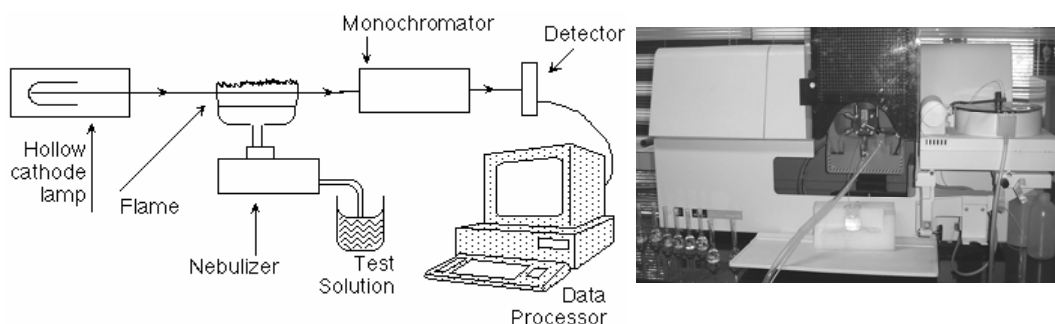 Monochromator
Detector
Hollow
cathode
lamp
Flame
Nebulizer
Test
Solution
Data
Processor